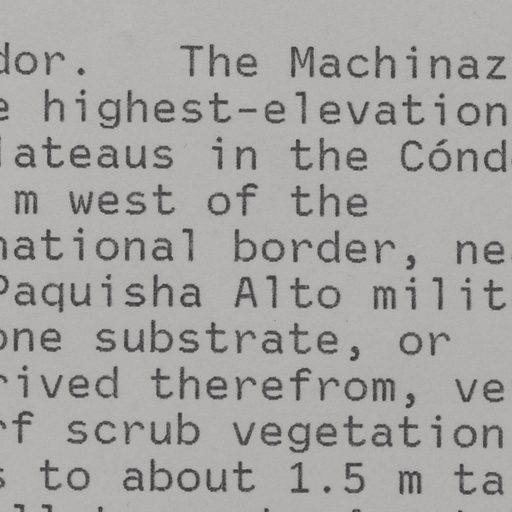 dor. The Machinaz
e highest-elevation
lateaus in the Cónd
m west of the
national border, ne
Paquisha Alto milit
one substrate, or
rived therefrom, ve
rf scrub vegetation
s to about 1.5 m ta